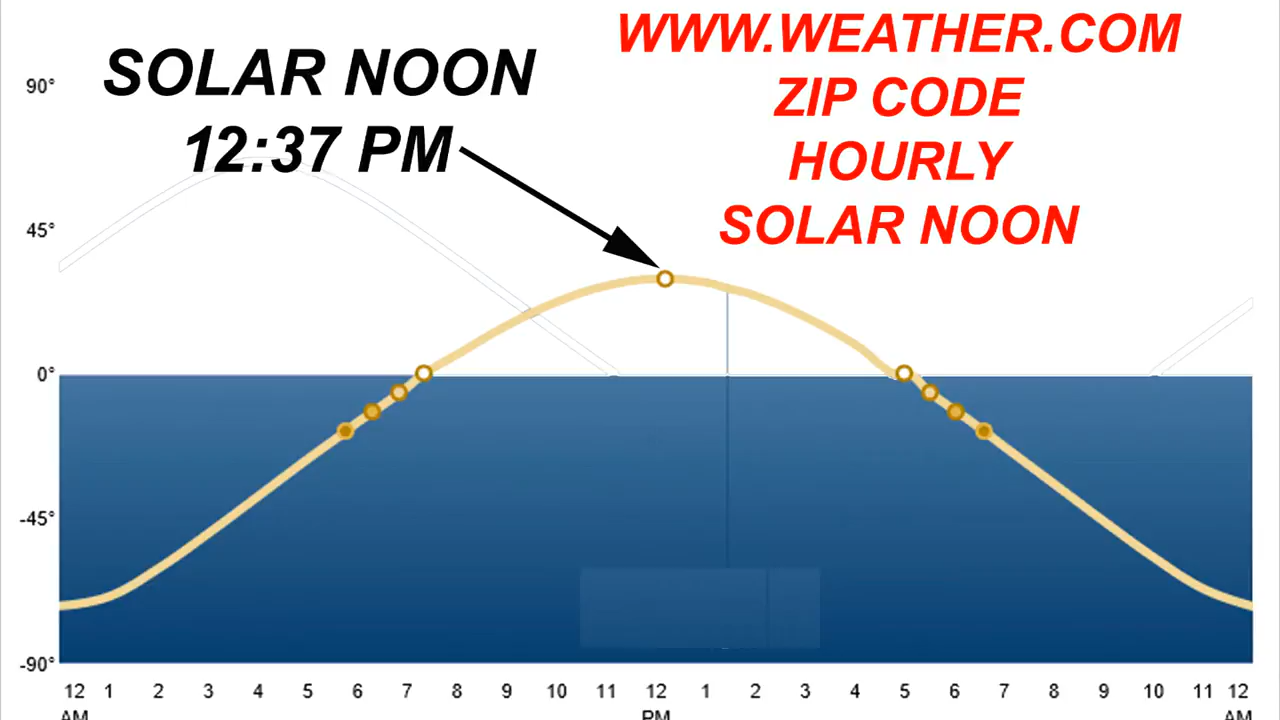 WWW.WEATHER.COM
ZIP CODE
HOURLY
SOLAR NOON
SOLAR NOON
12:37 PM
90°
45°
0°
-45°
-90°
12 1 2 3 4 5 6 7 8 9 10 11 12 1 2 3 4 5 6 7 8 9 10 11 12
AM PM AM